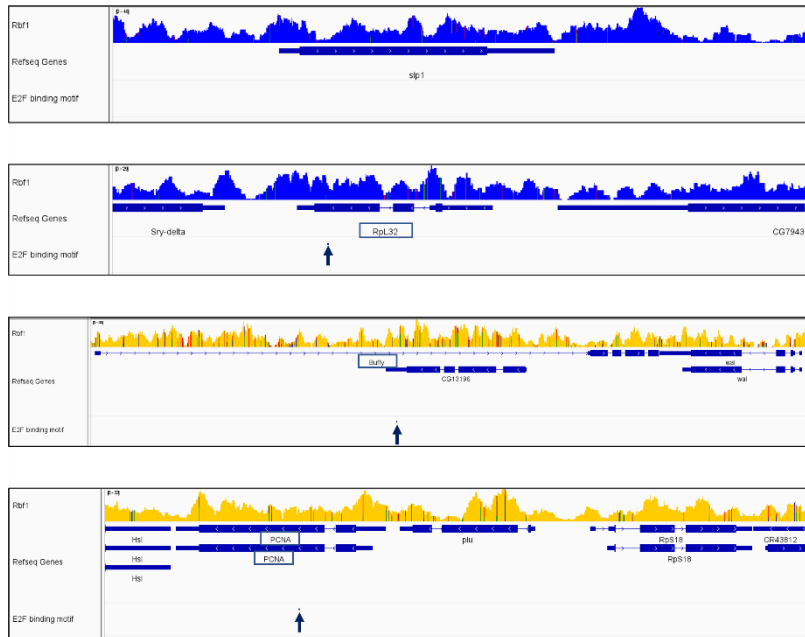 Rbf1
Refseq Genes
slp1
E2F binding motif
Rbf1
Refseq Genes
Sry-delta
RpL32
CG7943
E2F binding motif
Rbf1
Buffy
Refseq Genes
CG13196
wal
E2F binding motif
Rbf1
Hsl
PCNA
plu
RpS18
CR43812
Refseq Genes
Hsl
PCNA
RpS18
Hsl
E2F binding motif